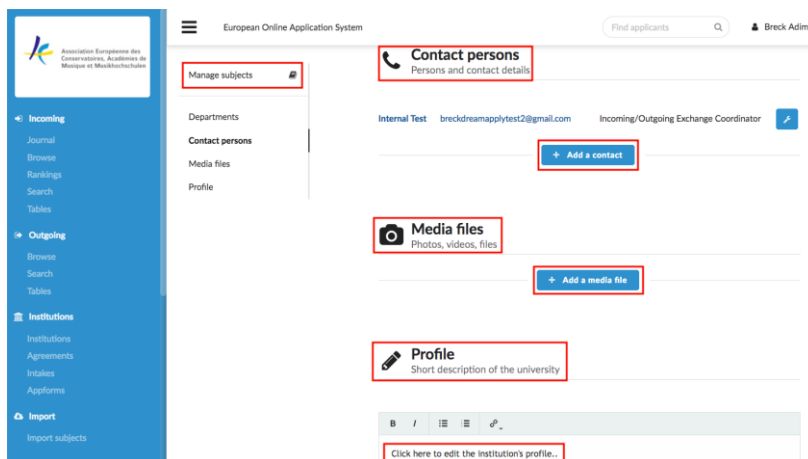 Association Européenne des
Conservatoires, Académies de
Musique et Musikhochschulen
Incoming
Journal
Browse
Rankings
Search
Tables
Outgoing
Browse
Search
Tables
Institutions
Institutions
Agreements
Intakes
Appforms
Import
Import subjects
European Online Application System
Find applicants
Breck Adim
Manage subjects
Departments
Contact persons
Media files
Profile
Contact persons
Persons and contact details
Internal Test breckdreamapplytest2@gmail.com Incoming/Outgoing Exchange Coordinator
+ Add a contact
Media files
Photos, videos, files
+ Add a media file
Profile
Short description of the university
B I
Click here to edit the institution's profile..